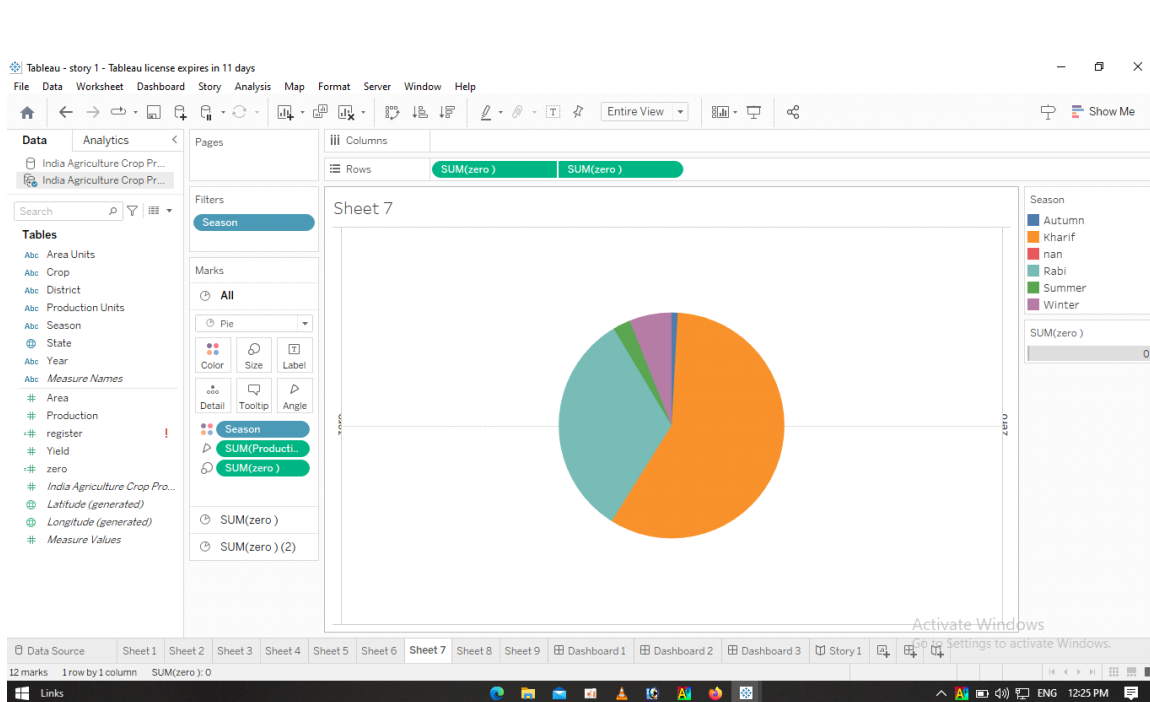 Tableau - story 1 - Tableau license expires in 11 days
File Data Worksheet Dashboard Story Analysis Map Format Server Window Help
Entire View
Show Me
Data Analytics
India Agriculture Crop Pr...
India Agriculture Crop Pr...
Search
Tables
Abc Area Units
Abc Crop
Abc District
Abc Production Units
Abc Season
State
Abc Year
Abc Measure Names
# Area
# Production
=# register !
# Yield
=# zero
# India Agriculture Crop Pro...
Latitude (generated)
Longitude (generated)
# Measure Values
Pages
Filters
Season
Marks
All
Pie
Color Size Label
Detail Tooltip Angle
Season
SUM(Producti..
SUM(zero )
SUM(zero )
SUM(zero ) (2)
Columns
Rows SUM(zero ) SUM(zero )
Sheet 7
zero
zero
Season
Autumn
Kharif
nan
Rabi
Summer
Winter
SUM(zero )
0
Activate Windows
Go to Settings to activate Windows.
Data Source Sheet 1 Sheet 2 Sheet 3 Sheet 4 Sheet 5 Sheet 6 Sheet 7 Sheet 8 Sheet 9 Dashboard 1 Dashboard 2 Dashboard 3 Story 1
12 marks 1 row by 1 column SUM(zero ): 0
Links ENG 12:25 PM